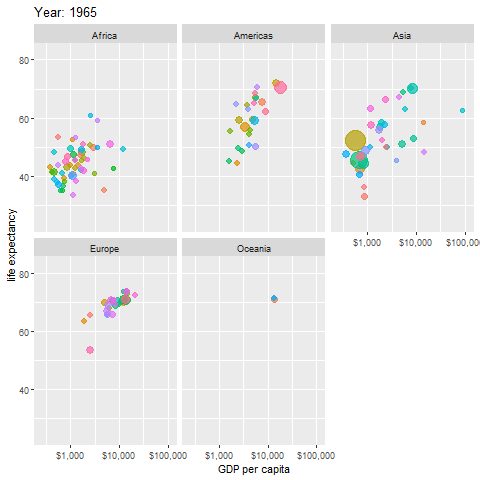 Year: 1965
Africa Americas Asia
80
60
40
$1,000 $10,000 $100,000
life expectancy
Europe Oceania
80
60
40
$1,000 $10,000 $100,000 $1,000 $10,000 $100,000
GDP per capita